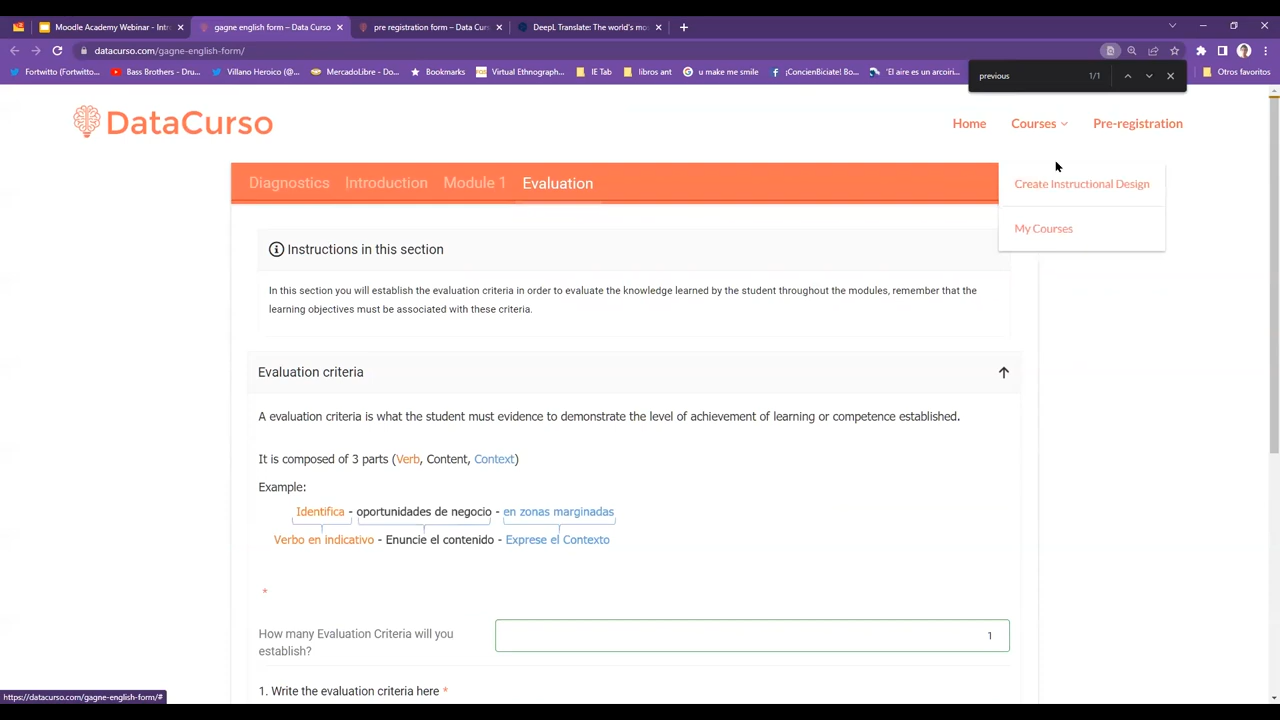 Moodle Academy Webinar - Intr
gagne english form – Data Curso
pre registration form – Data Cur
DeepL Translate: The world's mo
datacurso.com/gagne-english-form/
Fortwitto (Fortwitto...
Bass Brothers - Dru...
Villano Heroico (@...
MercadoLibre - Do...
Bookmarks
Virtual Ethnograph...
IE Tab
libros ant
u make me smile
¡ConcienBiciate! Bo...
'El aire es un arcoiri...
Otros favoritos
previous
1/1
DataCurso
Home
Courses
Pre-registration
Create Instructional Design
My Courses
Diagnostics
Introduction
Module 1
Evaluation
Instructions in this section
In this section you will establish the evaluation criteria in order to evaluate the knowledge learned by the student throughout the modules, remember that the
learning objectives must be associated with these criteria.
Evaluation criteria
A evaluation criteria is what the student must evidence to demonstrate the level of achievement of learning or competence established.
It is composed of 3 parts (Verb, Content, Context)
Example:
Identifica - oportunidades de negocio - en zonas marginadas
Verbo en indicativo - Enuncie el contenido - Exprese el Contexto
*
How many Evaluation Criteria will you
establish?
1
1. Write the evaluation criteria here *
https://datacurso.com/gagne-english-form/#